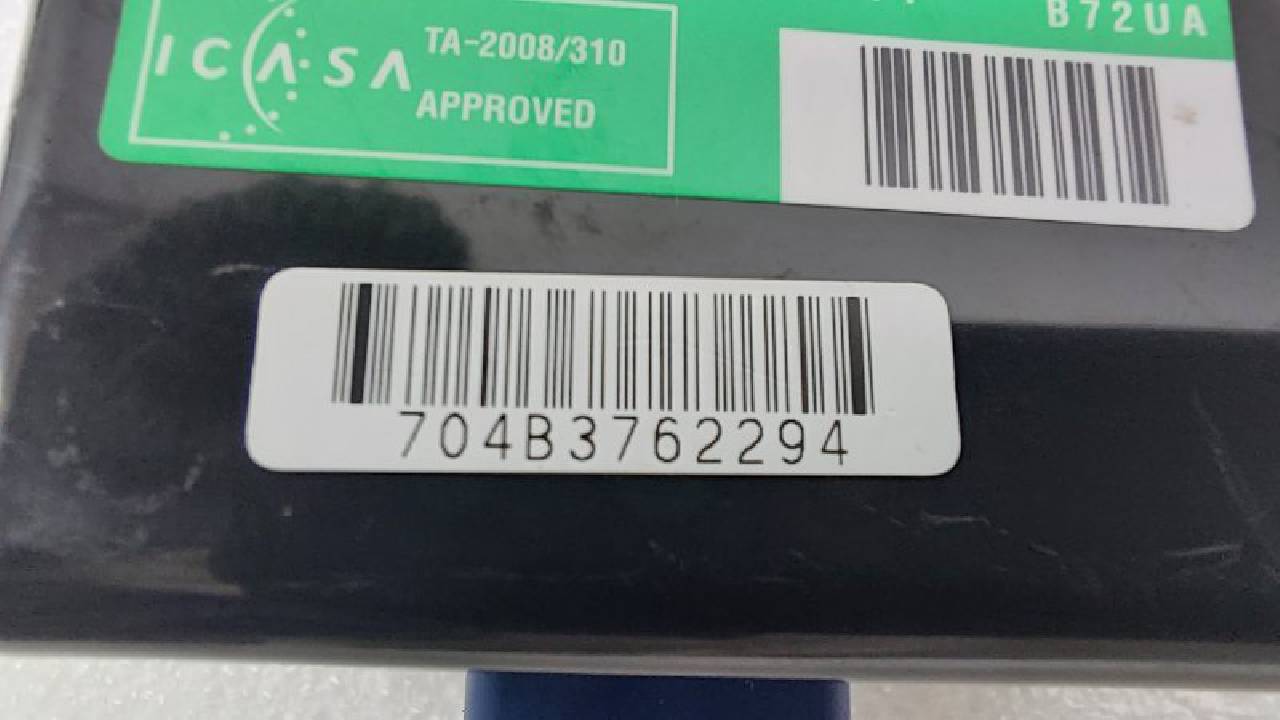 B72UA
ICASA
TA-2008/310
APPROVED
704B3762294